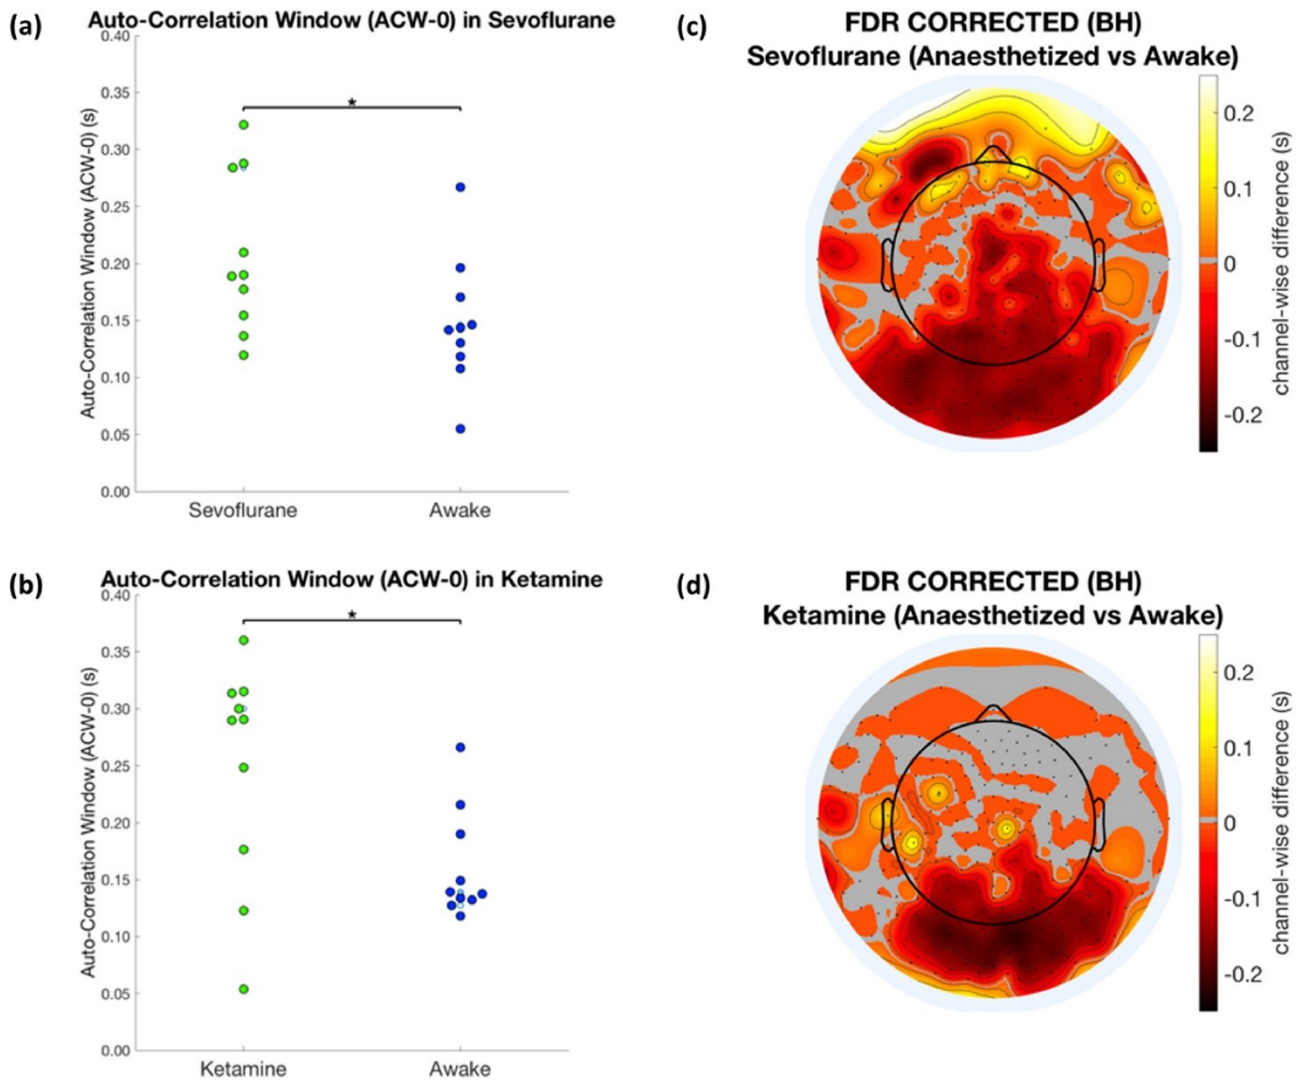 (a)
Auto-Correlation Window (ACW-0) in Sevoflurane
Auto-Correlation Window (ACW-0) (s)
0.40
0.35
0.30
0.25
0.20
0.15
0.10
0.05
0.00
*
Sevoflurane
Awake
(c)
FDR CORRECTED (BH)
Sevoflurane (Anaesthetized vs Awake)
0.2
0.1
0
-0.1
-0.2
channel-wise difference (s)
(b)
Auto-Correlation Window (ACW-0) in Ketamine
Auto-Correlation Window (ACW-0) (s)
0.40
0.35
0.30
0.25
0.20
0.15
0.10
0.05
0.00
*
Ketamine
Awake
(d)
FDR CORRECTED (BH)
Ketamine (Anaesthetized vs Awake)
0.2
0.1
0
-0.1
-0.2
channel-wise difference (s)